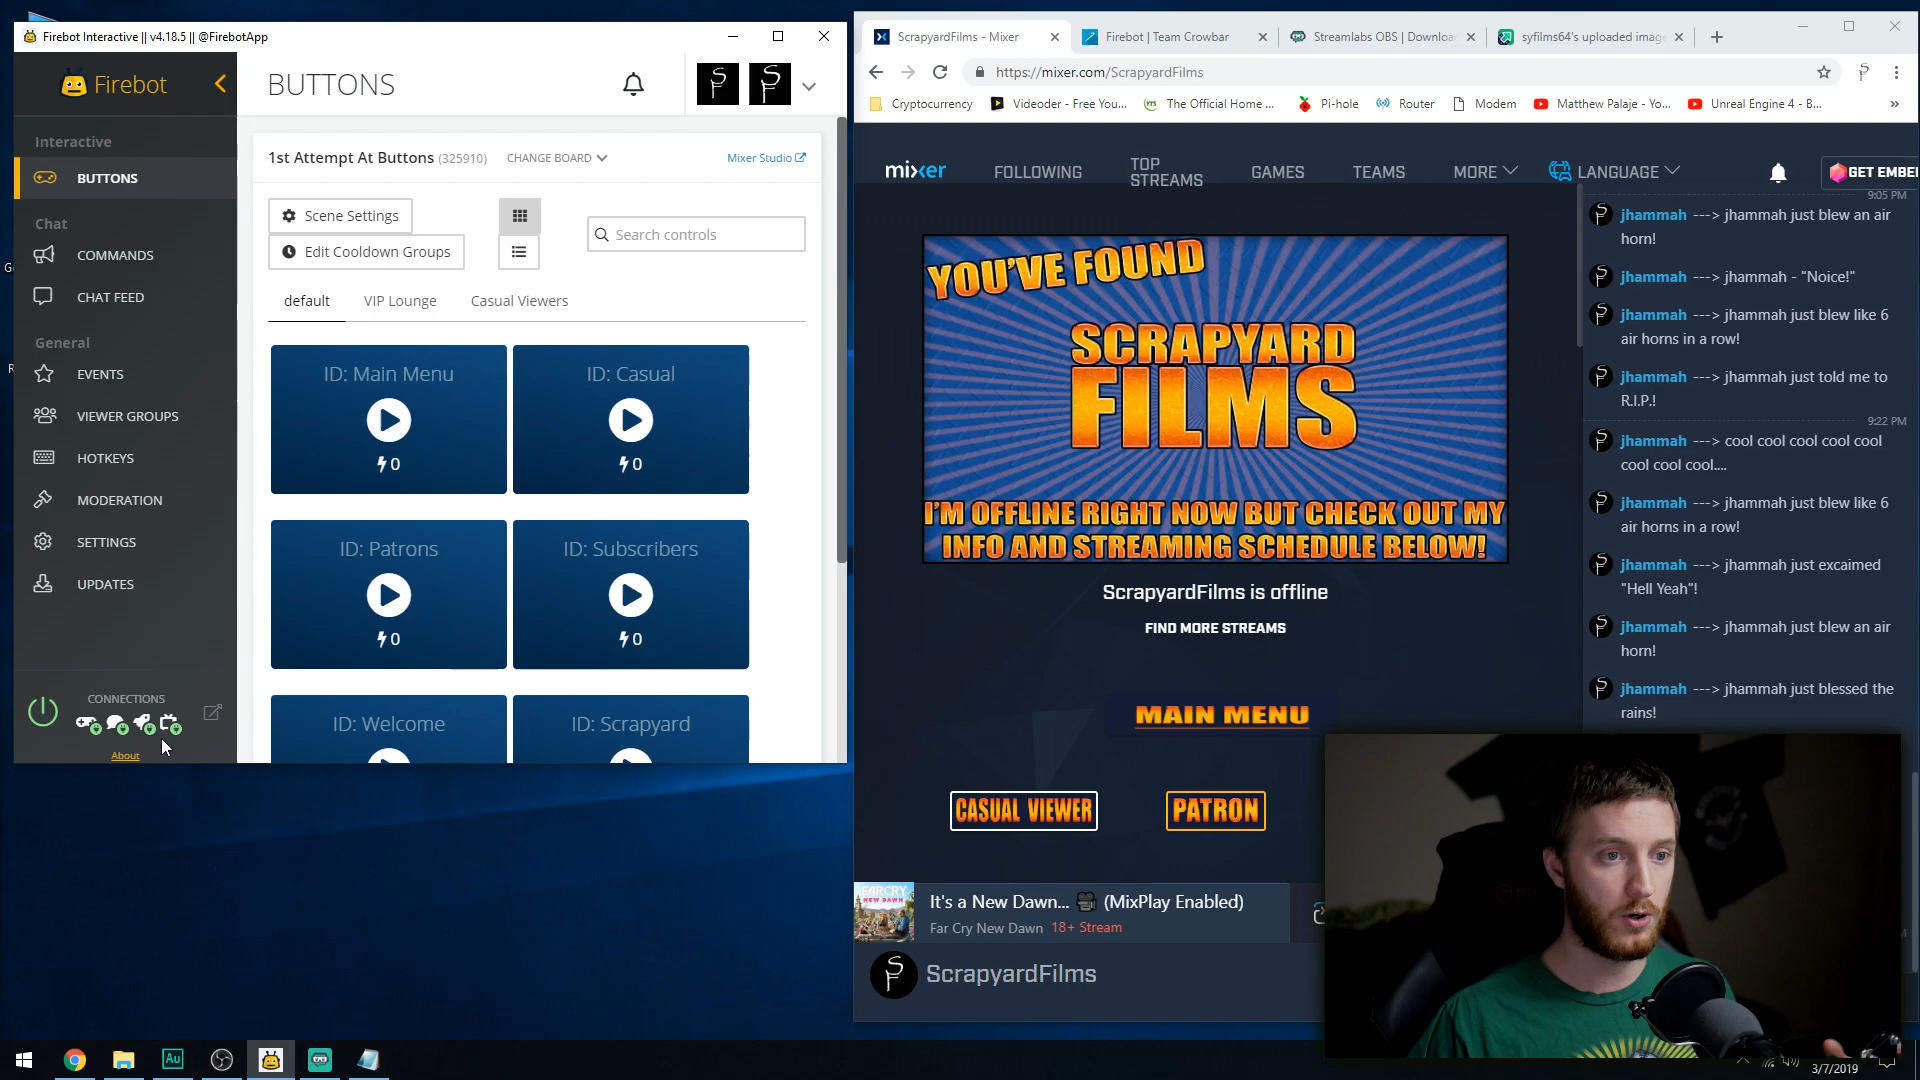 Firebot Interactive || v4.18.5 || @FirebotApp
Firebot
BUTTONS
Interactive
BUTTONS
Chat
COMMANDS
CHAT FEED
General
EVENTS
VIEWER GROUPS
HOTKEYS
MODERATION
SETTINGS
UPDATES
CONNECTIONS
About
1st Attempt At Buttons (325910)
CHANGE BOARD
Mixer Studio
Scene Settings
Edit Cooldown Groups
Search controls
default
VIP Lounge
Casual Viewers
ID: Main Menu
0
ID: Casual
0
ID: Patrons
0
ID: Subscribers
0
ID: Welcome
ID: Scrapyard
ScrapyardFilms - Mixer
Firebot | Team Crowbar
Streamlabs OBS | Downloa
syfilms64's uploaded imag
https://mixer.com/ScrapyardFilms
Cryptocurrency
Videoder - Free You...
The Official Home ...
Pi-hole
Router
Modem
Matthew Palaje - Yo...
Unreal Engine 4 - B...
mixer
FOLLOWING
TOP STREAMS
GAMES
TEAMS
MORE
LANGUAGE
GET EMBE
YOU'VE FOUND
SCRAPYARD
FILMS
I'M OFFLINE RIGHT NOW BUT CHECK OUT MY
INFO AND STREAMING SCHEDULE BELOW!
ScrapyardFilms is offline
FIND MORE STREAMS
MAIN MENU
CASUAL VIEWER
PATRON
FARCRY
NEW DAWN
It's a New Dawn... (MixPlay Enabled)
Far Cry New Dawn 18+ Stream
ScrapyardFilms
9:05 PM
jhammah ---> jhammah just blew an air
horn!
jhammah ---> jhammah - "Noice!"
jhammah ---> jhammah just blew like 6
air horns in a row!
jhammah ---> jhammah just told me to
R.I.P.!
9:22 PM
jhammah ---> cool cool cool cool cool
cool cool cool....
jhammah ---> jhammah just blew like 6
air horns in a row!
jhammah ---> jhammah just excaimed
"Hell Yeah"!
jhammah ---> jhammah just blew an air
horn!
jhammah ---> jhammah just blessed the
rains!
Au
3/7/2019